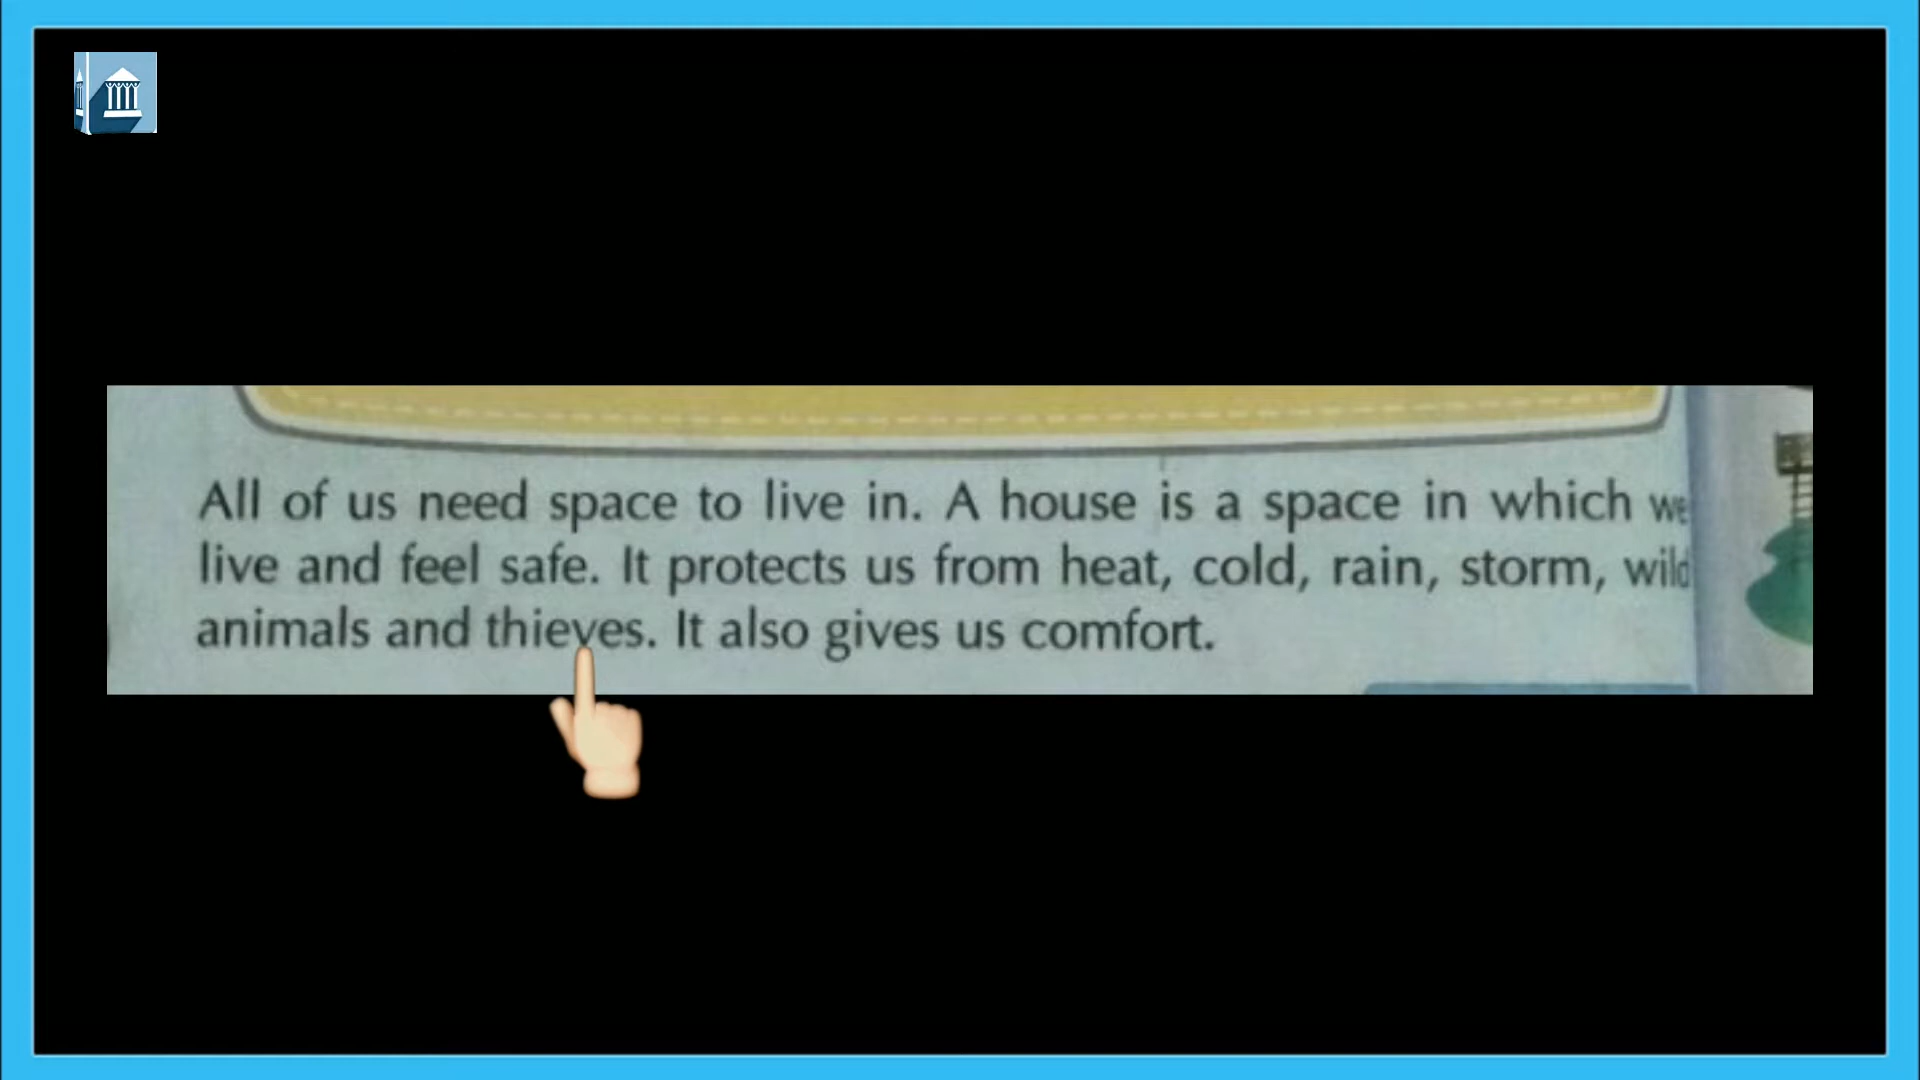 All of us need space to live in. A house is a space in which we
live and feel safe. It protects us from heat, cold, rain, storm, wild
animals and thieves. It also gives us comfort.